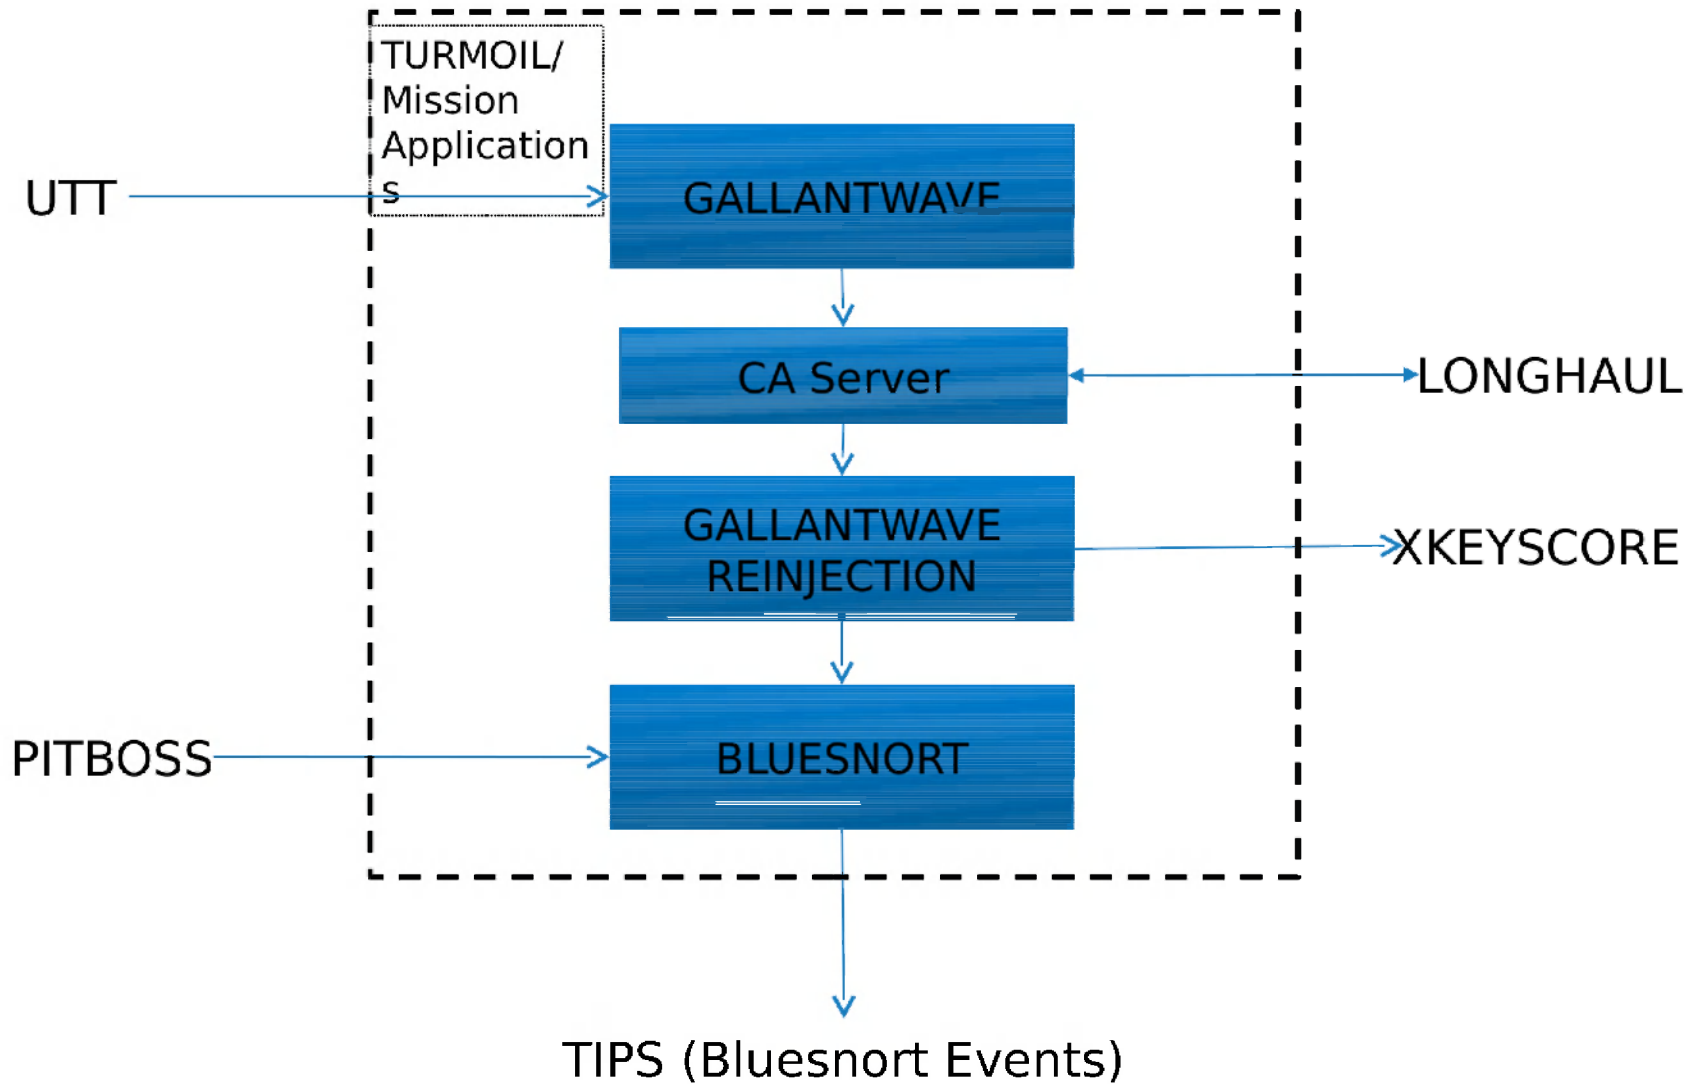 TURMOIL/
Mission
Application
s
UTT
GALLANTWAVE
CA Server
LONGHAUL
GALLANTWAVE
REINJECTION
XKEYSCORE
PITBOSS
BLUESNORT
TIPS (Bluesnort Events)